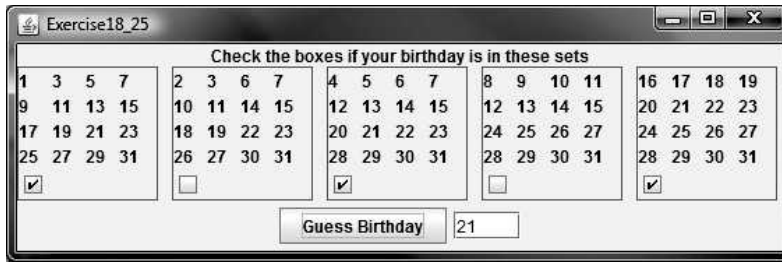 Exercise18_25
Check the boxes if your birthday is in these sets
1 3 5 7 2 3 6 7 4 5 6 7 8 9 10 11 16 17 18 19
9 11 13 15 10 11 14 15 12 13 14 15 12 13 14 15 20 21 22 23
17 19 21 23 18 19 22 23 20 21 22 23 24 25 26 27 24 25 26 27
25 27 29 31 26 27 30 31 28 29 30 31 28 29 30 31 28 29 30 31
Guess Birthday 21